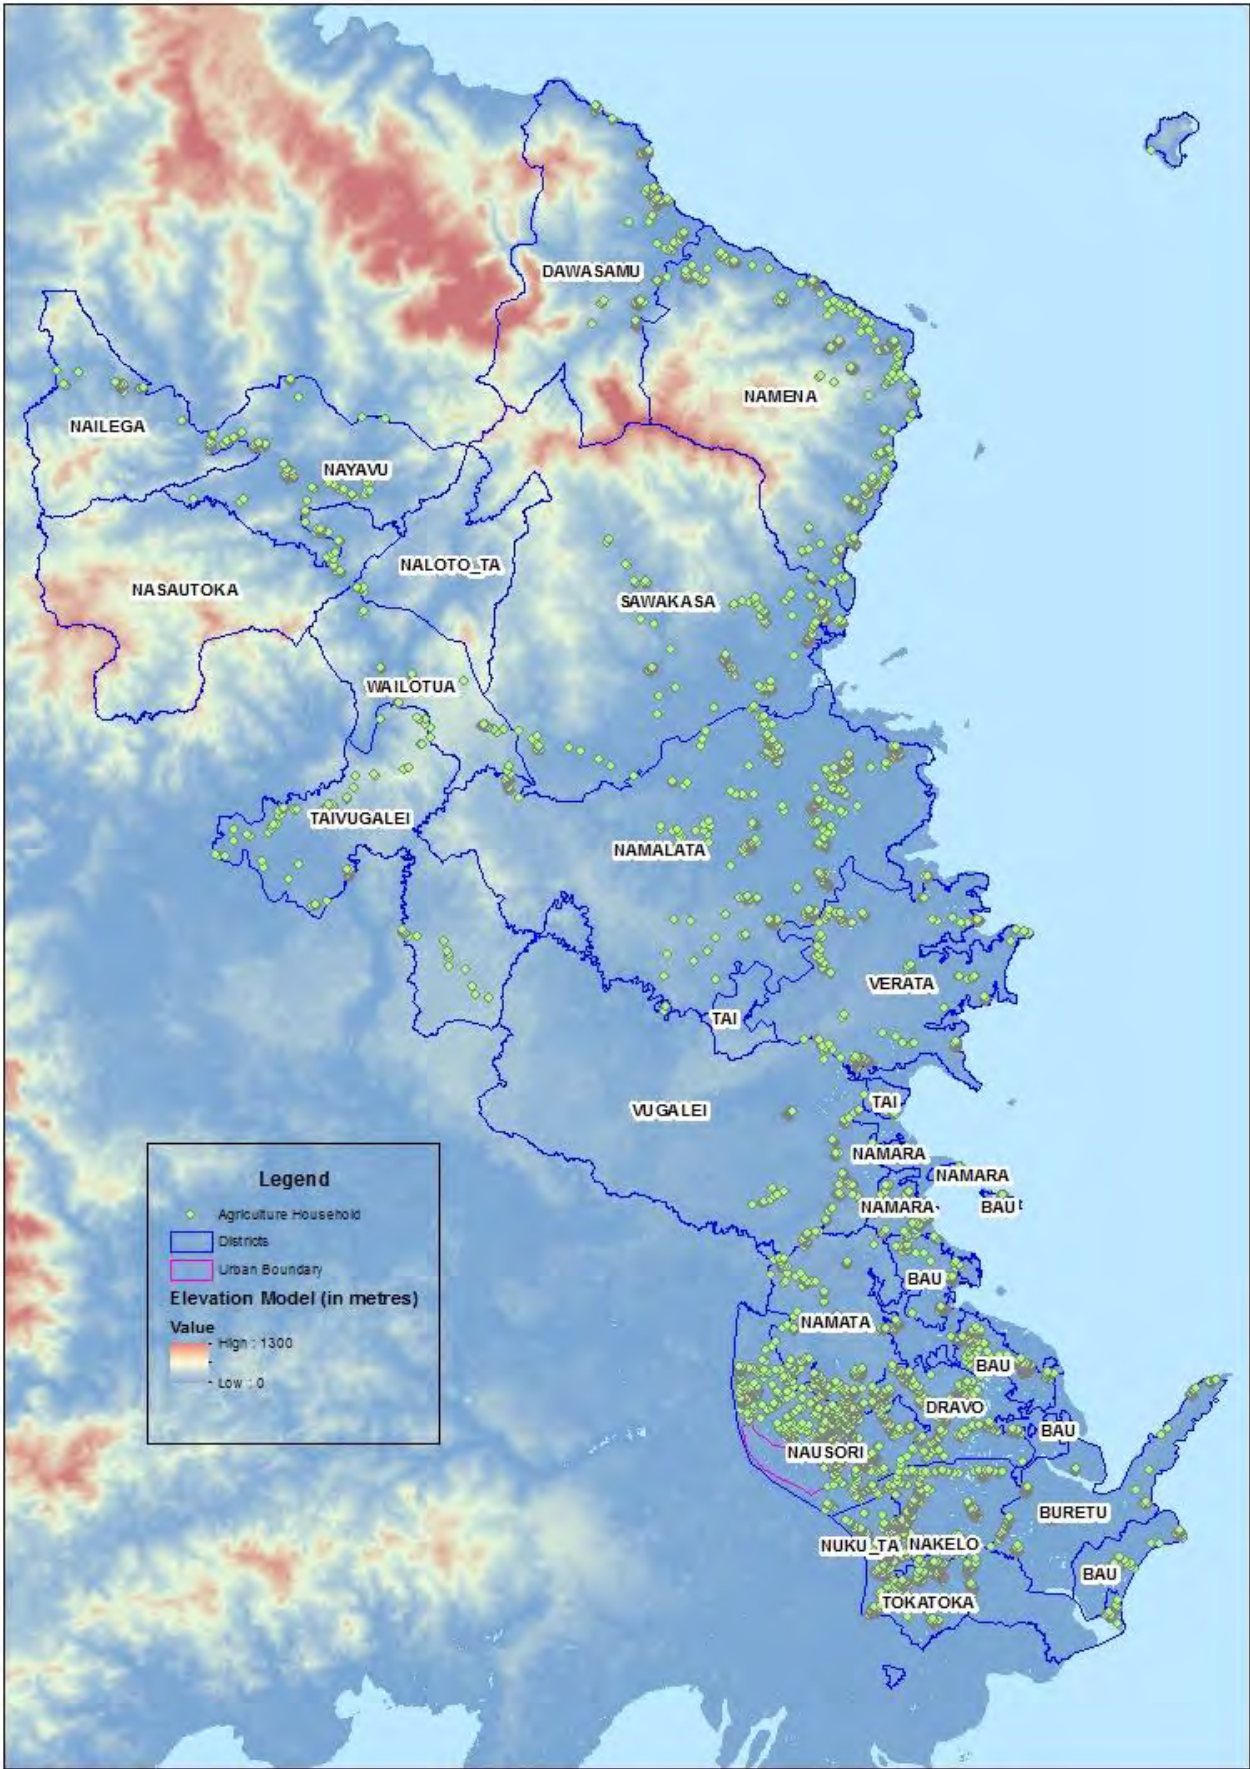 DAWASAMU
NAMENA
NAILEGA
NAYAVU
NALOTO_TA
NASAUTOKA
SAWAKASA
WAILOTUA
TAIVUGALEI
NAMALATA
VERATA
TAI
VUGALEI
TAI
NAMARA
NAMARA
NAMARA
BAU
BAU
NAMATA
BAU
DRAVO
BAU
NAUSORI
BURETU
NUKU_TA
NAKELO
BAU
TOKATOKA
Legend
Agriculture Household
Districts
Urban Boundary
Elevation Model (in metres)
Value
High : 1300
Low : 0